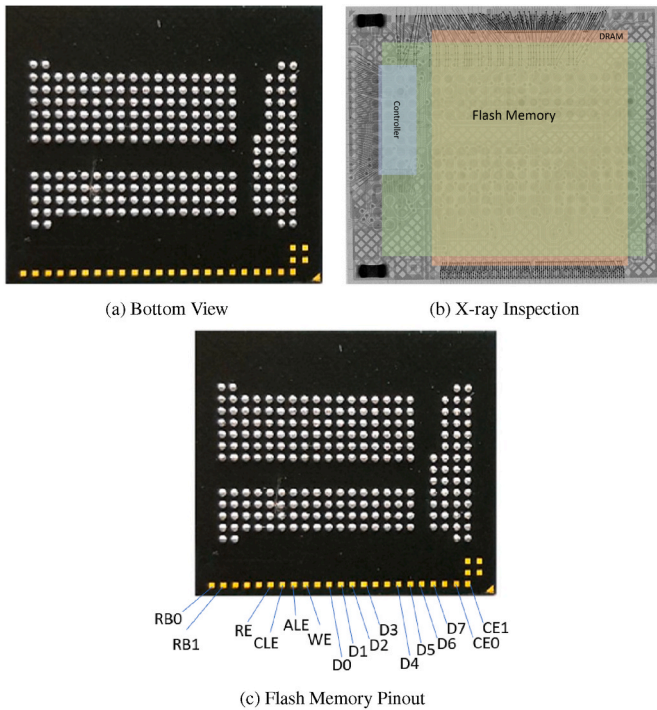 DRAM
Controller
Flash Memory
(a) Bottom View
(b) X-ray Inspection
RB0
RB1
RE
CLE
ALE
WE
D0
D1
D2
D3
D4
D5
D6
D7
CE0
CE1
(c) Flash Memory Pinout